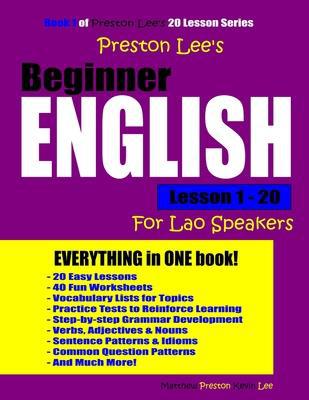 Book 1 of Preston Lee's 20 Lesson Series
Preston Lee's
Beginner
ENGLISH
Lesson 1 - 20
For Lao Speakers
EVERYTHING in ONE book!
- 20 Easy Lessons
- 40 Fun Worksheets
- Vocabulary Lists for Topics
- Practice Tests to Reinforce Learning
- Step-by-step Grammar Development
- Verbs, Adjectives & Nouns
- Sentence Patterns & Idioms
- Common Question Patterns
- And Much More!
Matthew Preston Kevin Lee